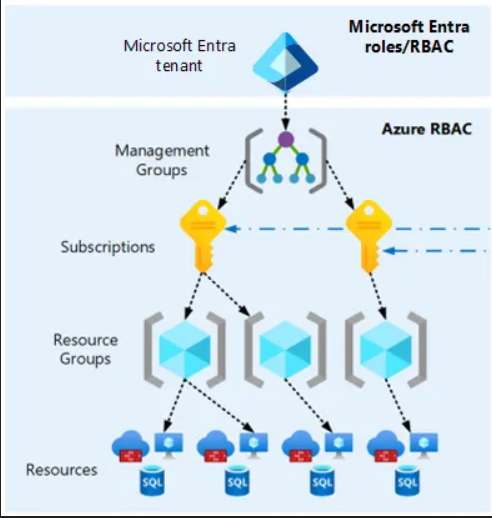 Microsoft Entra
roles/RBAC
Microsoft Entra
tenant
Azure RBAC
Management
Groups
Subscriptions
Resource
Groups
Resources
SQL
SQL
SQL
SQL